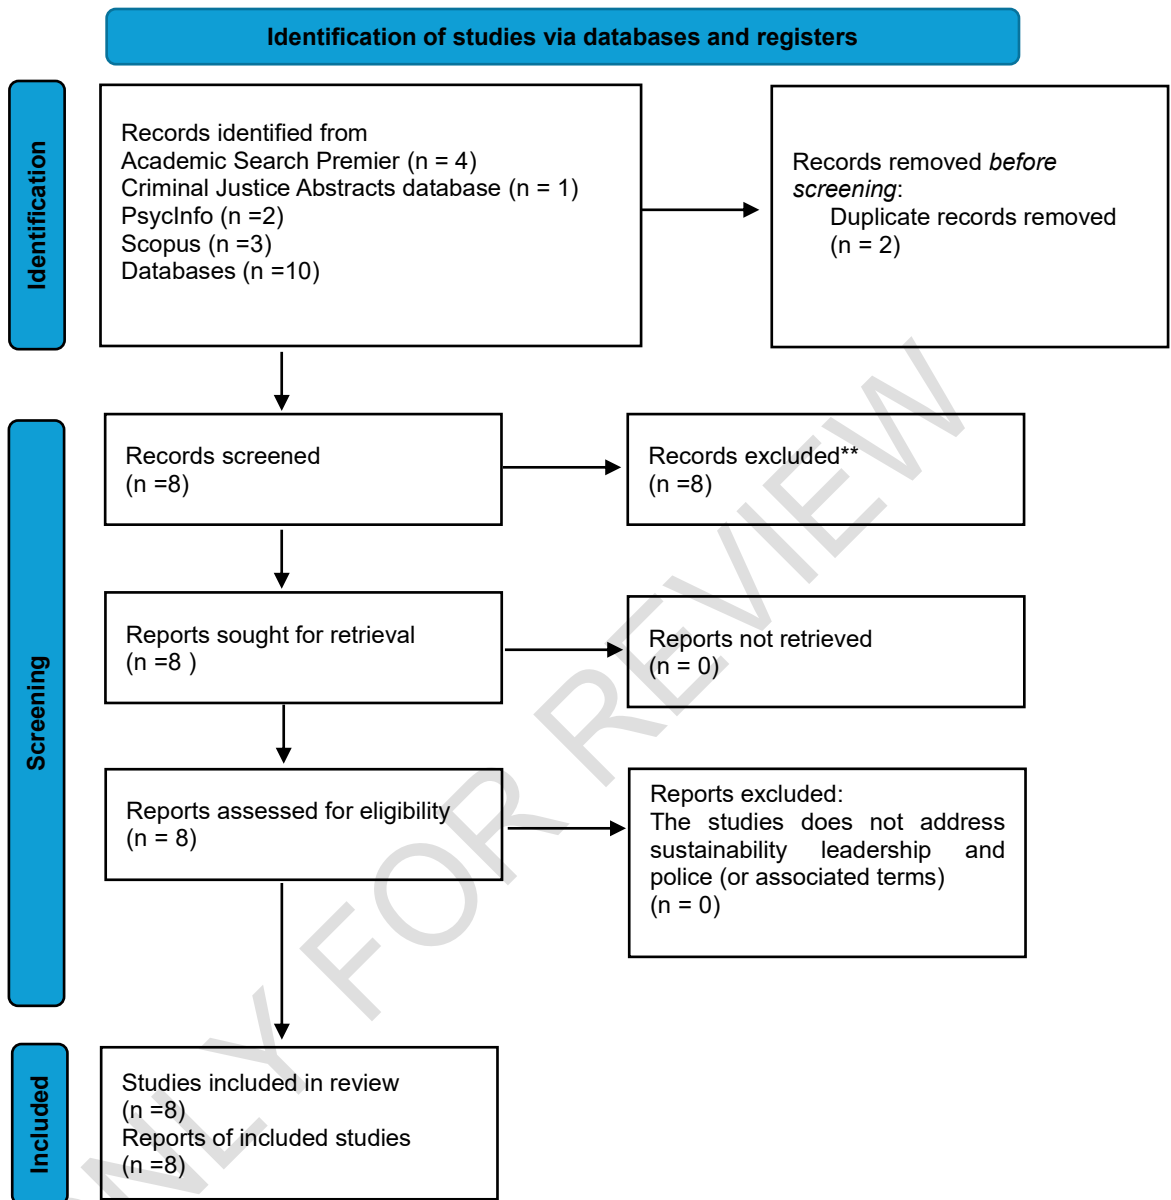 Identification of studies via databases and registers
Identification
Records identified from
Academic Search Premier (n = 4)
Criminal Justice Abstracts database (n = 1)
PsycInfo (n =2)
Scopus (n =3)
Databases (n =10)
Records removed before
screening:
Duplicate records removed
(n = 2)
Screening
Records screened
(n =8)
Records excluded**
(n =8)
Reports sought for retrieval
(n =8 )
Reports not retrieved
(n = 0)
Reports assessed for eligibility
(n = 8)
Reports excluded:
The studies does not address
sustainability leadership and
police (or associated terms)
(n = 0)
Included
Studies included in review
(n =8)
Reports of included studies
(n =8)
ONLY FOR REVIEW